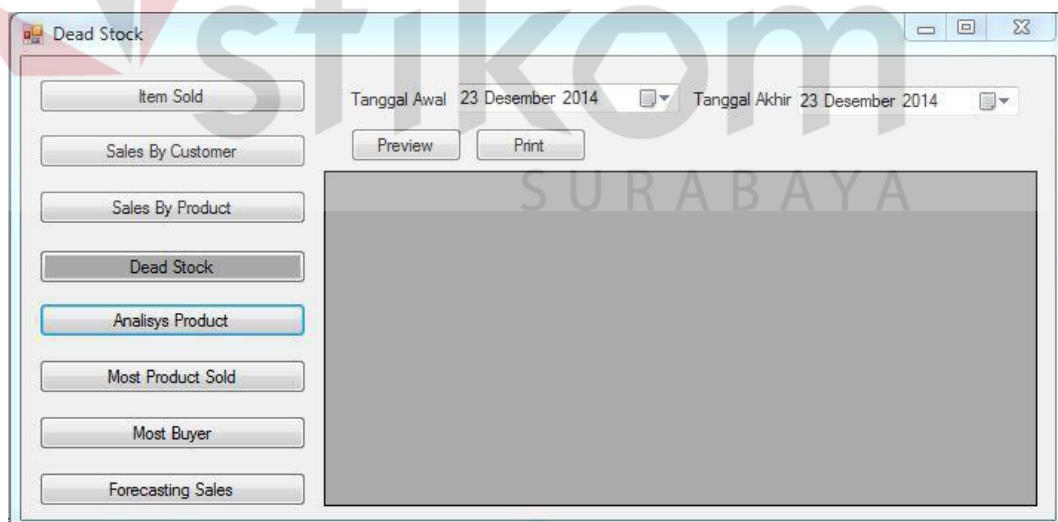 stikom
SURABAYA
Dead Stock
Item Sold
Sales By Customer
Sales By Product
Dead Stock
Analisys Product
Most Product Sold
Most Buyer
Forecasting Sales
Tanggal Awal 23 Desember 2014 Tanggal Akhir 23 Desember 2014
Preview Print